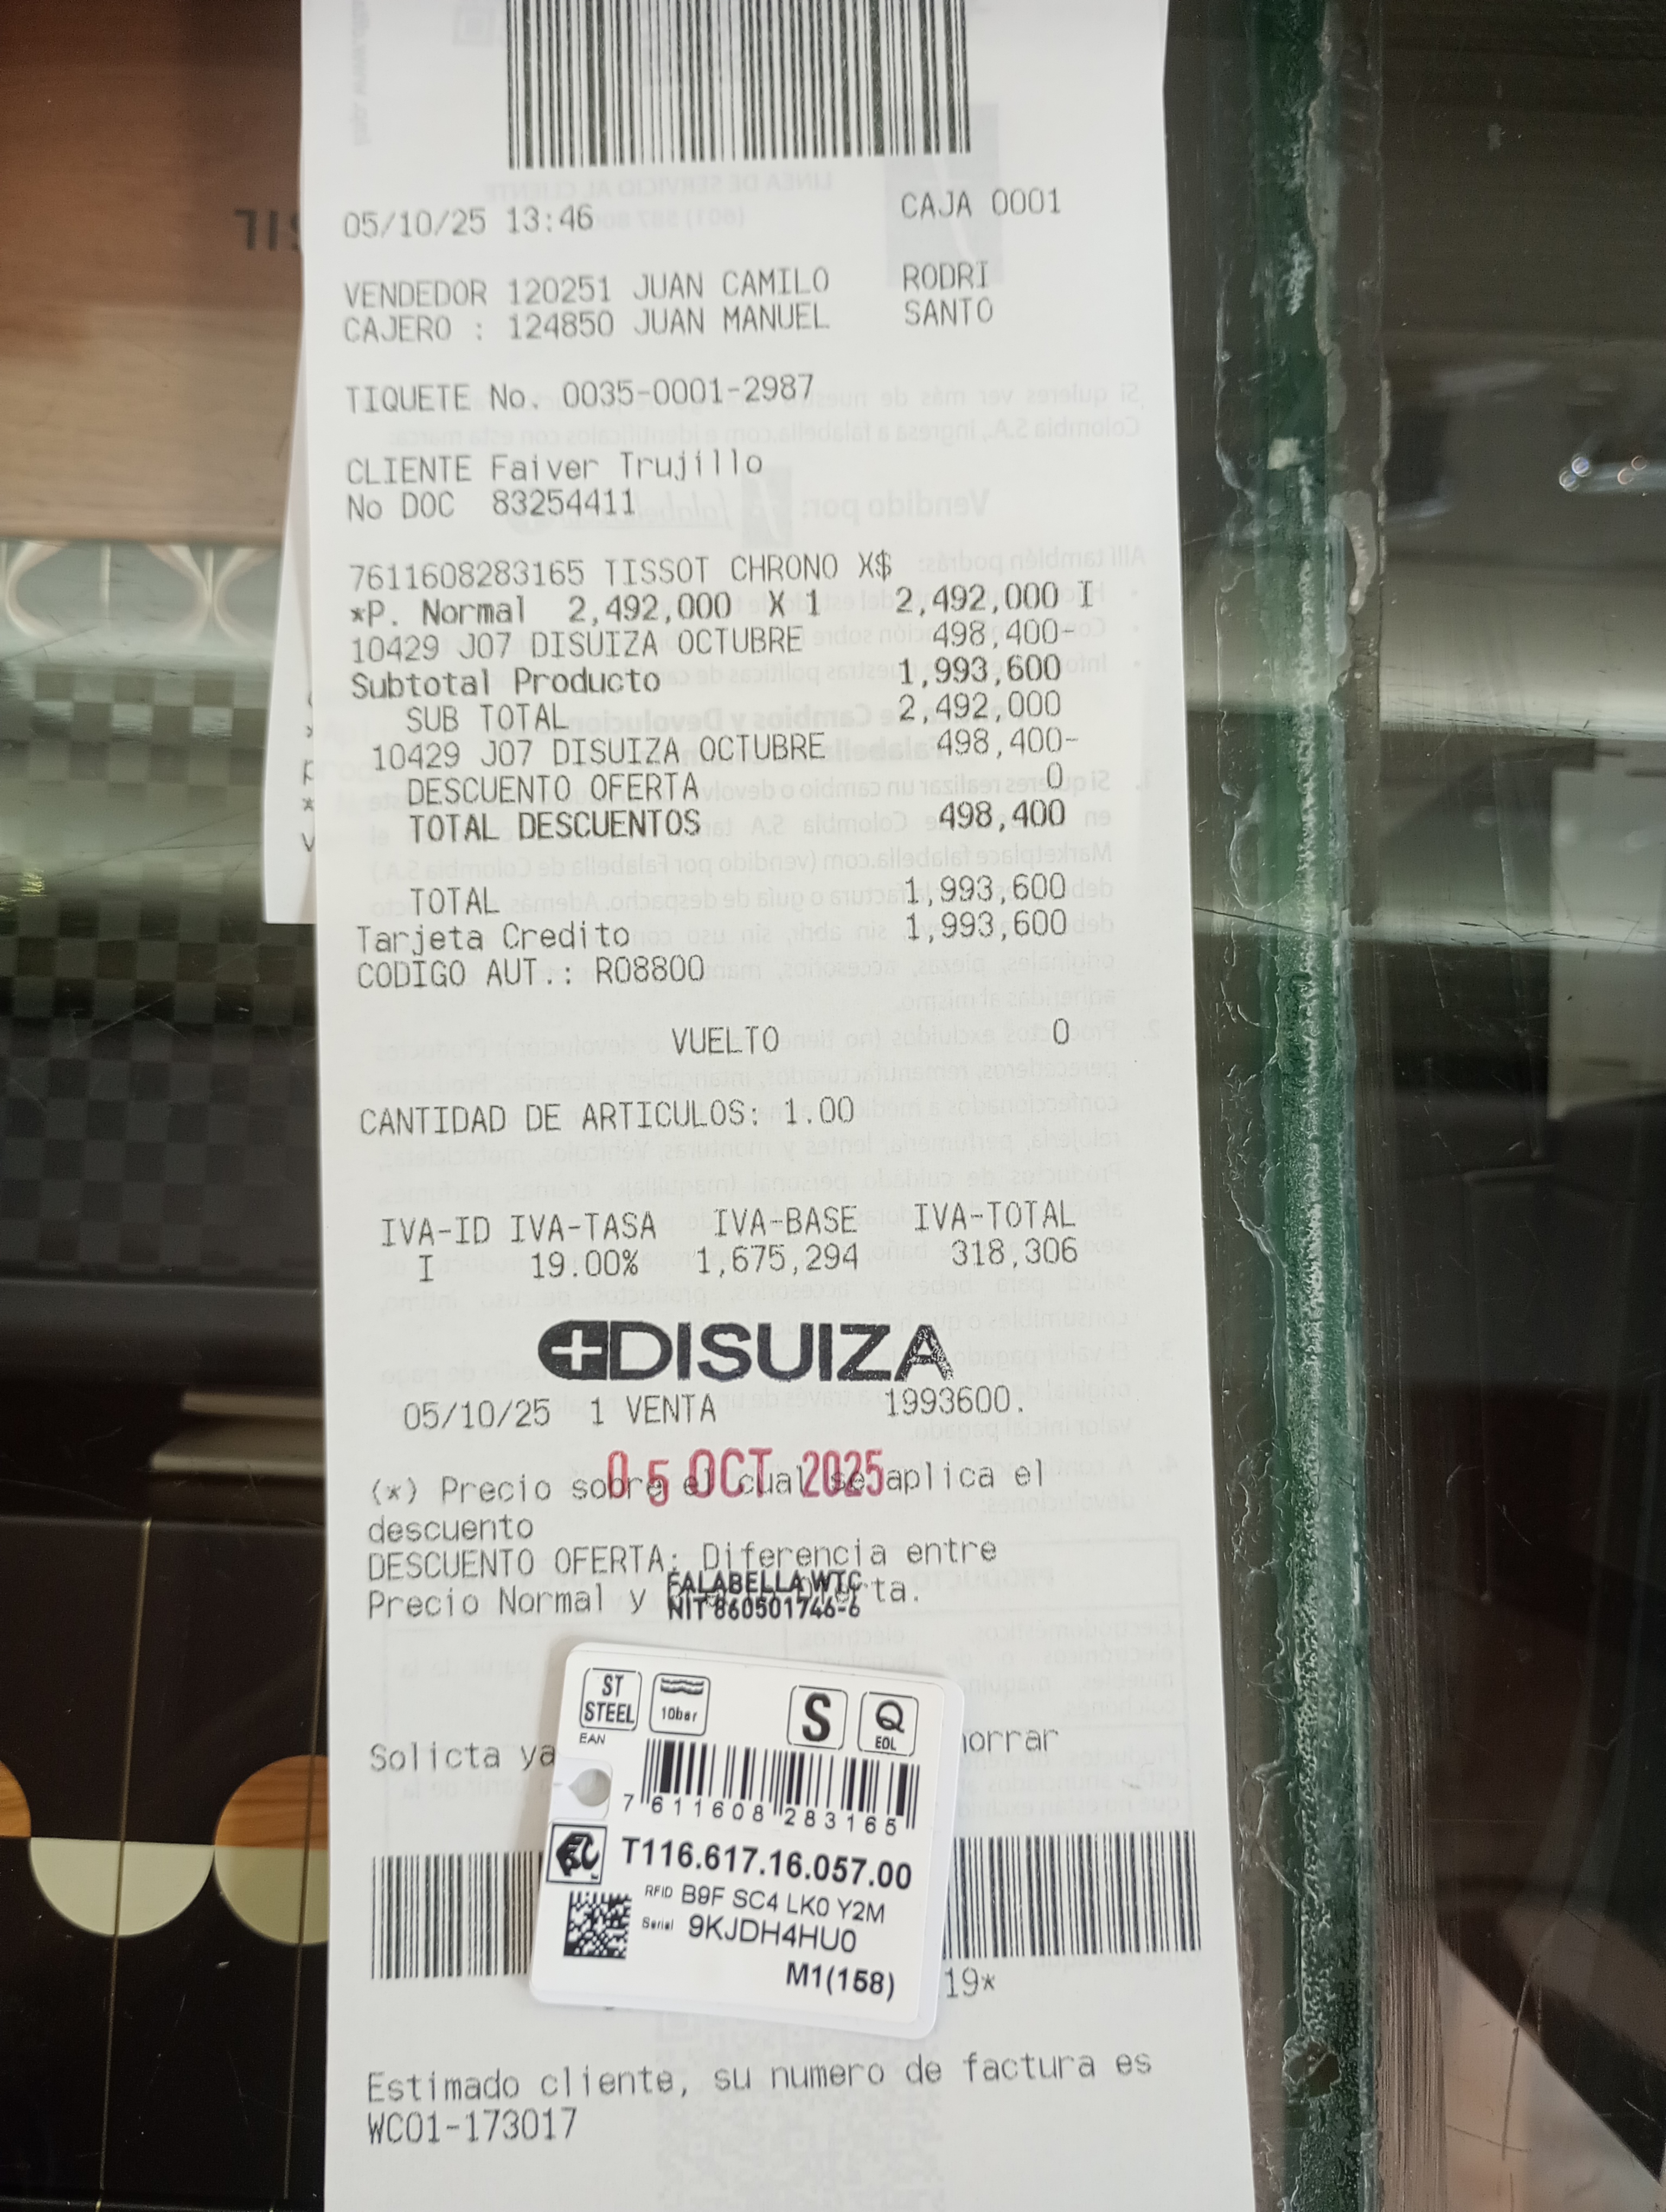 05/10/25 13:46 CAJA 0001
VENDEDOR 120251 JUAN CAMILO RODRI
CAJERO : 124850 JUAN MANUEL SANTO
TIQUETE No. 0035-0001-2987
CLIENTE Faiver Trujillo
No DOC 83254411
7611608283165 TISSOT CHRONO X$
*P. Normal 2,492,000 X 1 2,492,000 I
10429 J07 DISUIZA OCTUBRE 498,400-
Subtotal Producto 1,993,600
SUB TOTAL 2,492,000
10429 J07 DISUIZA OCTUBRE 498,400-
DESCUENTO OFERTA 0
TOTAL DESCUENTOS 498,400
TOTAL 1,993,600
Tarjeta Credito 1,993,600
CODIGO AUT.: R08800
VUELTO 0
CANTIDAD DE ARTICULOS: 1.00
IVA-ID IVA-TASA IVA-BASE IVA-TOTAL
I 19.00% 1,675,294 318,306
DISUIZA
05/10/25 1 VENTA 1993600.
05 OCT 2025
(*) Precio sobre el cual se aplica el
descuento
DESCUENTO OFERTA: Diferencia entre
Precio Normal y
FALABELLA WTC
NIT 860501746-6
ST STEEL 10bar S Q EOL
EAN
Solicta ya
7 611608 283165
T116.617.16.057.00
RFID B9F SC4 LK0 Y2M
Serial 9KJDH4HU0
M1(158)
19*
Estimado cliente, su numero de factura es
WC01-173017